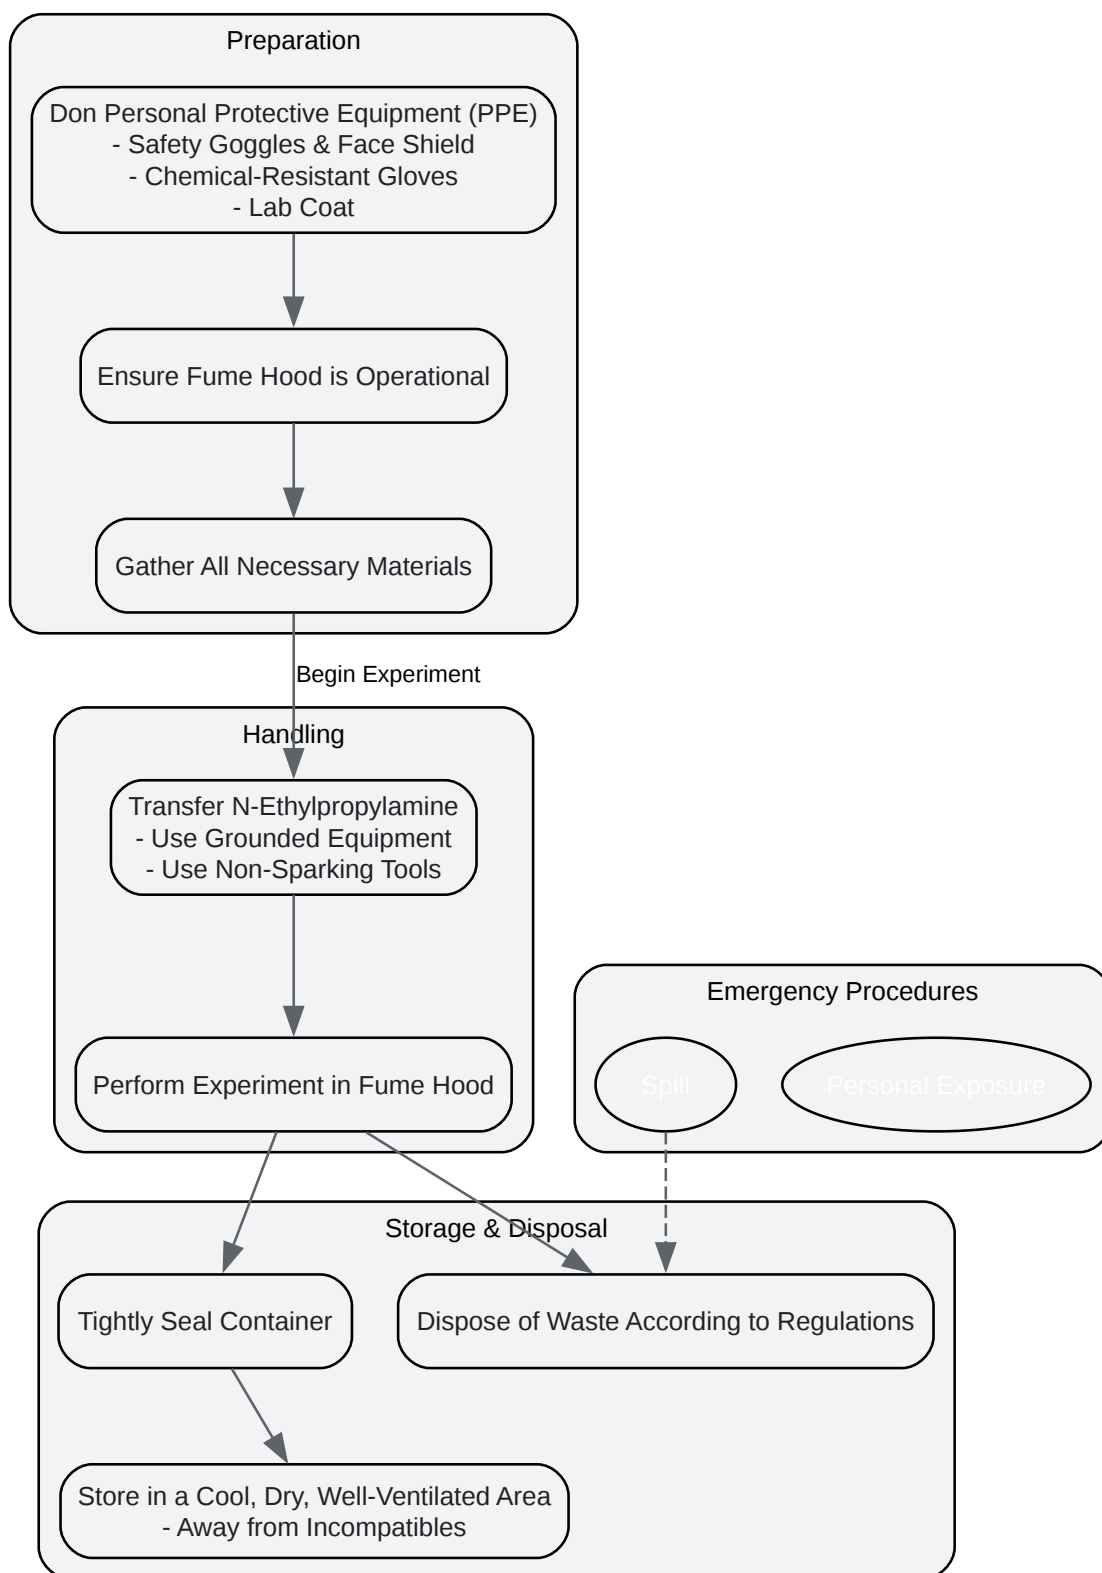 Preparation
Don Personal Protective Equipment (PPE)
- Safety Goggles & Face Shield
- Chemical-Resistant Gloves
- Lab Coat
Ensure Fume Hood is Operational
Gather All Necessary Materials
Begin Experiment
Handling
Transfer N-Ethylpropylamine
- Use Grounded Equipment
- Use Non-Sparking Tools
Perform Experiment in Fume Hood
Emergency Procedures
Spill
Personal Exposure
Storage & Disposal
Tightly Seal Container
Dispose of Waste According to Regulations
Store in a Cool, Dry, Well-Ventilated Area
- Away from Incompatibles